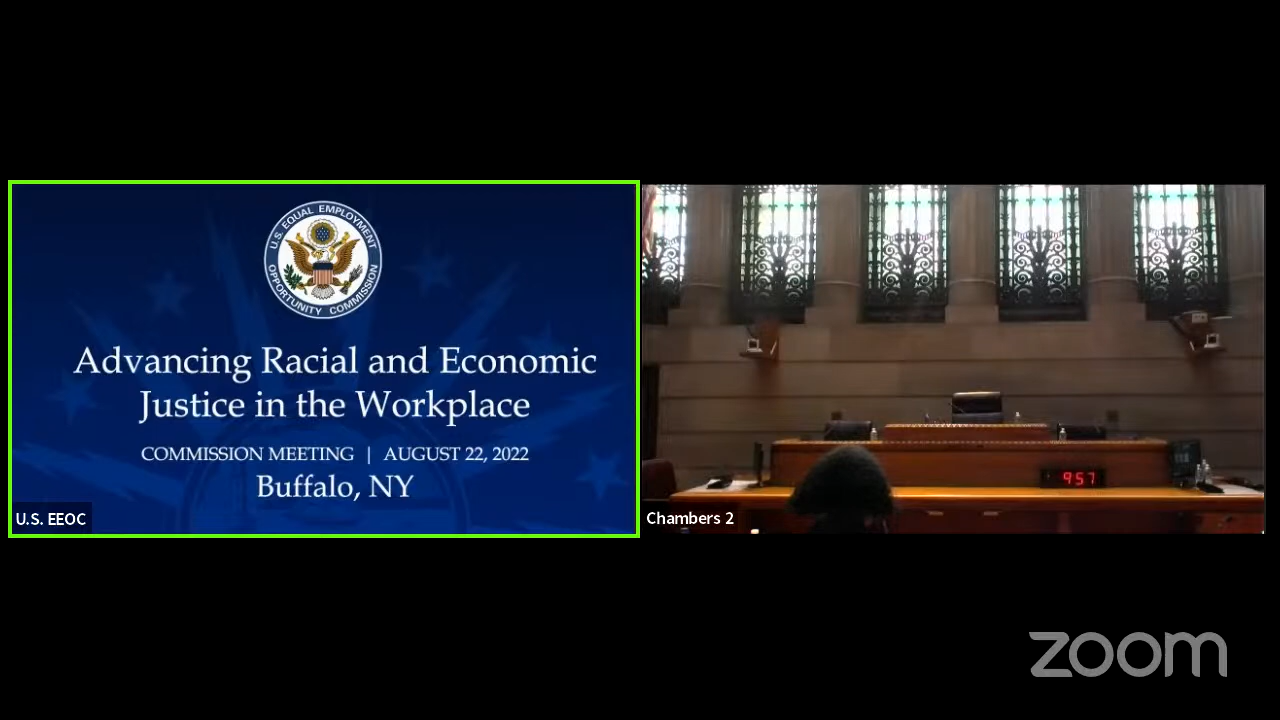 U.S. EQUAL EMPLOYMENT
OPPORTUNITY COMMISSION
Advancing Racial and Economic
Justice in the Workplace
COMMISSION MEETING | AUGUST 22, 2022
Buffalo, NY
U.S. EEOC
957
Chambers 2
zoom